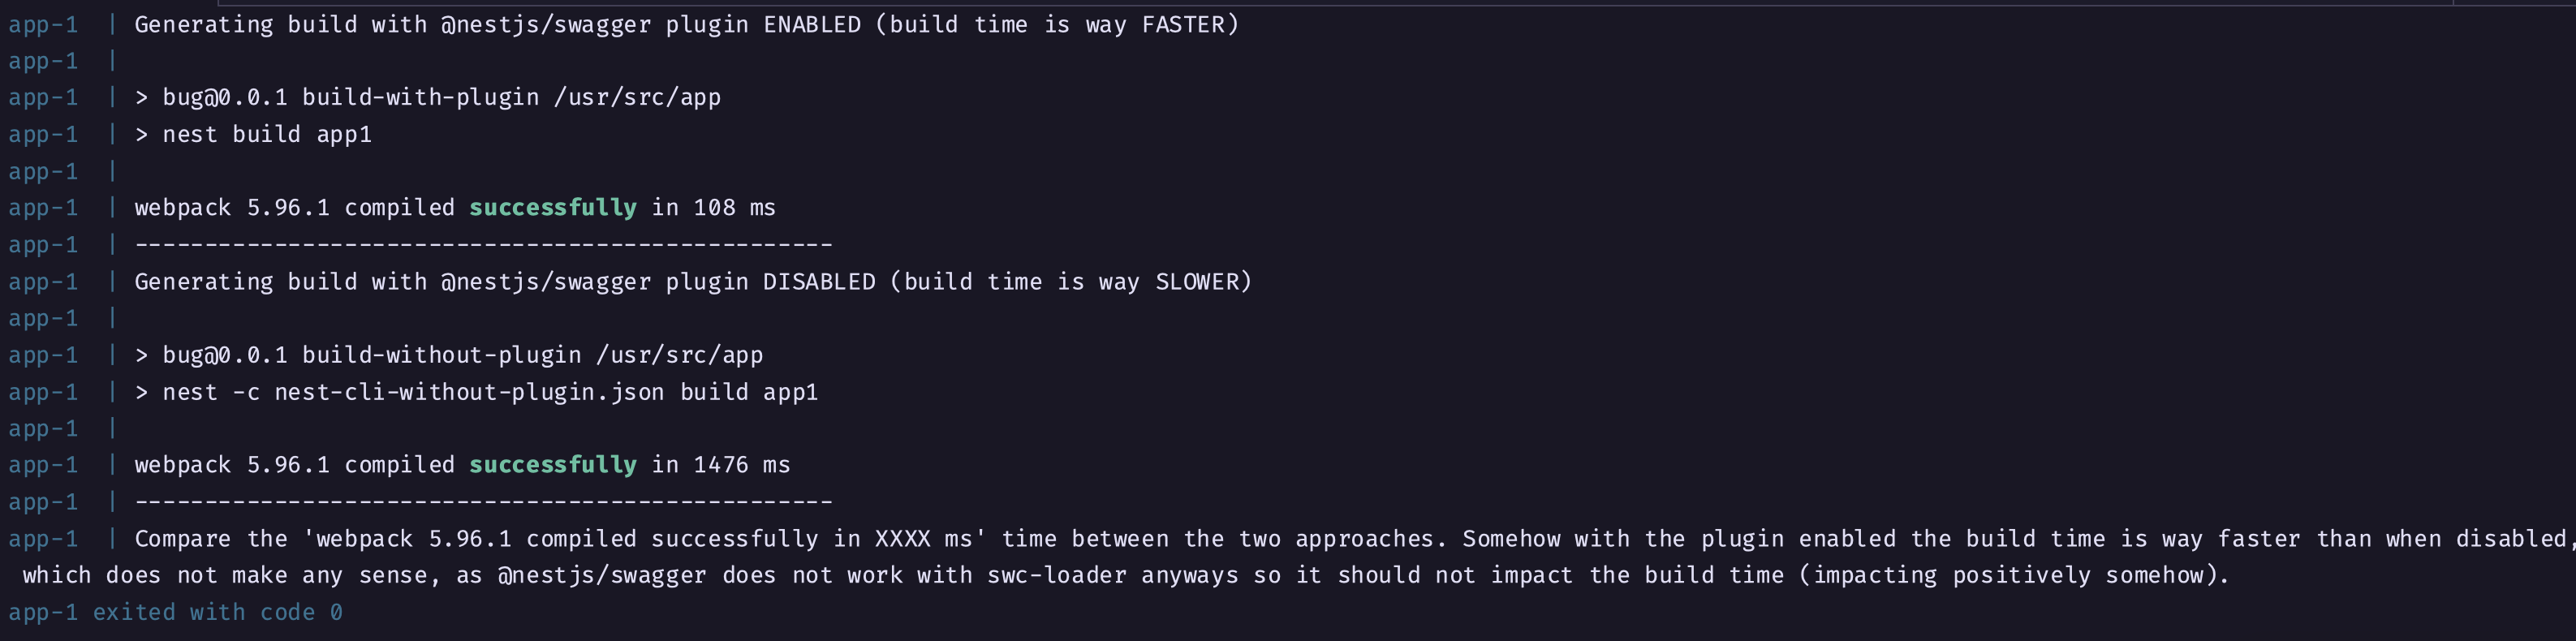 app-1  | Generating build with @nestjs/swagger plugin ENABLED (build time is way FASTER)
app-1  |
app-1  | > bug@0.0.1 build-with-plugin /usr/src/app
app-1  | > nest build app1
app-1  |
app-1  | webpack 5.96.1 compiled successfully in 108 ms
app-1  | --------------------------------------------------
app-1  | Generating build with @nestjs/swagger plugin DISABLED (build time is way SLOWER)
app-1  |
app-1  | > bug@0.0.1 build-without-plugin /usr/src/app
app-1  | > nest -c nest-cli-without-plugin.json build app1
app-1  |
app-1  | webpack 5.96.1 compiled successfully in 1476 ms
app-1  | --------------------------------------------------
app-1  | Compare the 'webpack 5.96.1 compiled successfully in XXXX ms' time between the two approaches. Somehow with the plugin enabled the build time is way faster than when disabled,
 which does not make any sense, as @nestjs/swagger does not work with swc-loader anyways so it should not impact the build time (impacting positively somehow).
app-1 exited with code 0